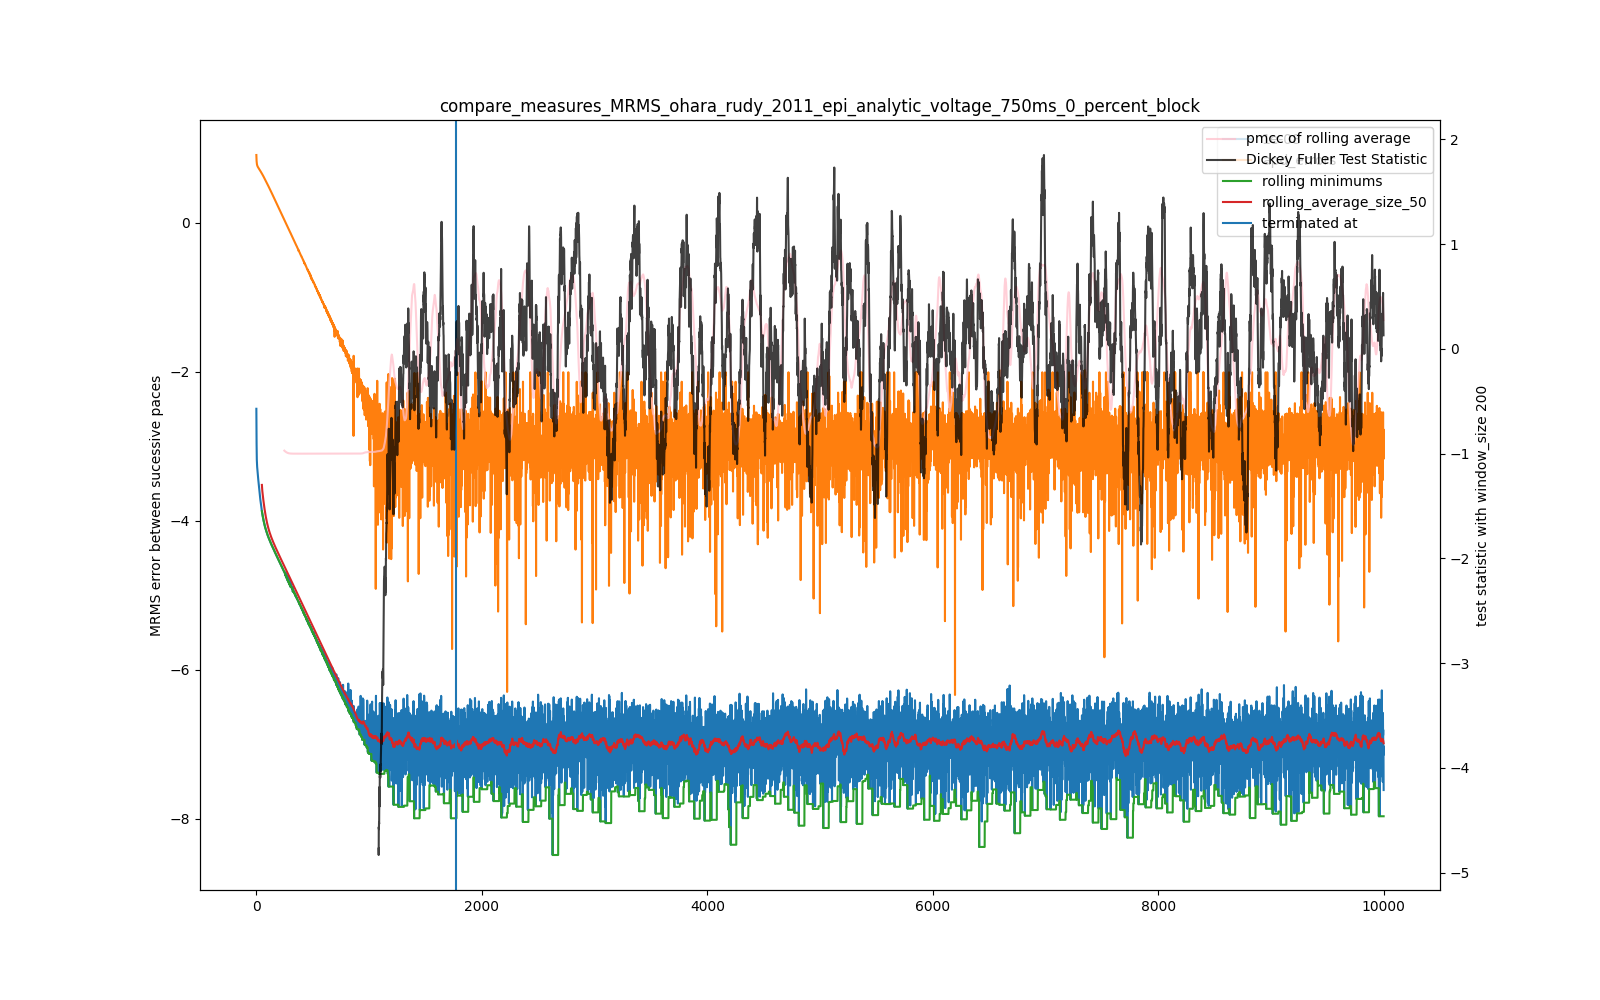 compare_measures_MRMS_ohara_rudy_2011_epi_analytic_voltage_750ms_0_percent_block
pmcc of rolling average
Dickey Fuller Test Statistic
rolling minimums
rolling_average_size_50
terminated at
MRMS error between sucessive paces
0
−2
−4
−6
−8
test statistic with window_size 200
2
1
0
−1
−2
−3
−4
−5
0
2000
4000
6000
8000
10000